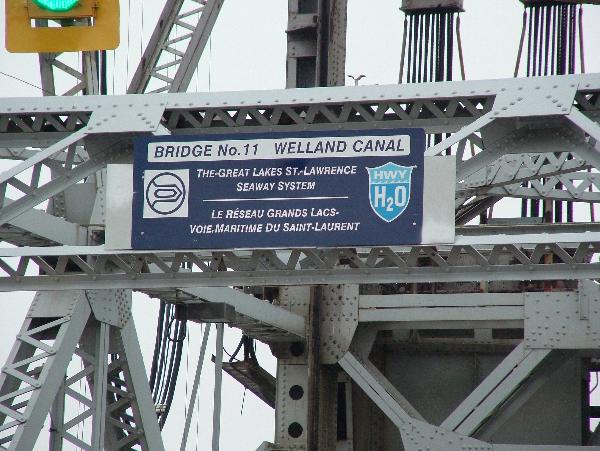 BRIDGE No.11 WELLAND CANAL
THE-GREAT LAKES ST.-LAWRENCE
SEAWAY SYSTEM
HWY
H2O
LE RÉSEAU GRANDS LACS-
VOIE.MARITIME DU SAINT-LAURENT